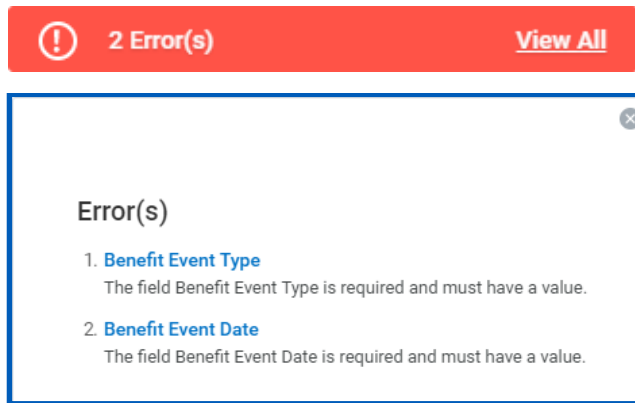 2 Error(s) View All
Error(s)
1. Benefit Event Type
The field Benefit Event Type is required and must have a value.
2. Benefit Event Date
The field Benefit Event Date is required and must have a value.